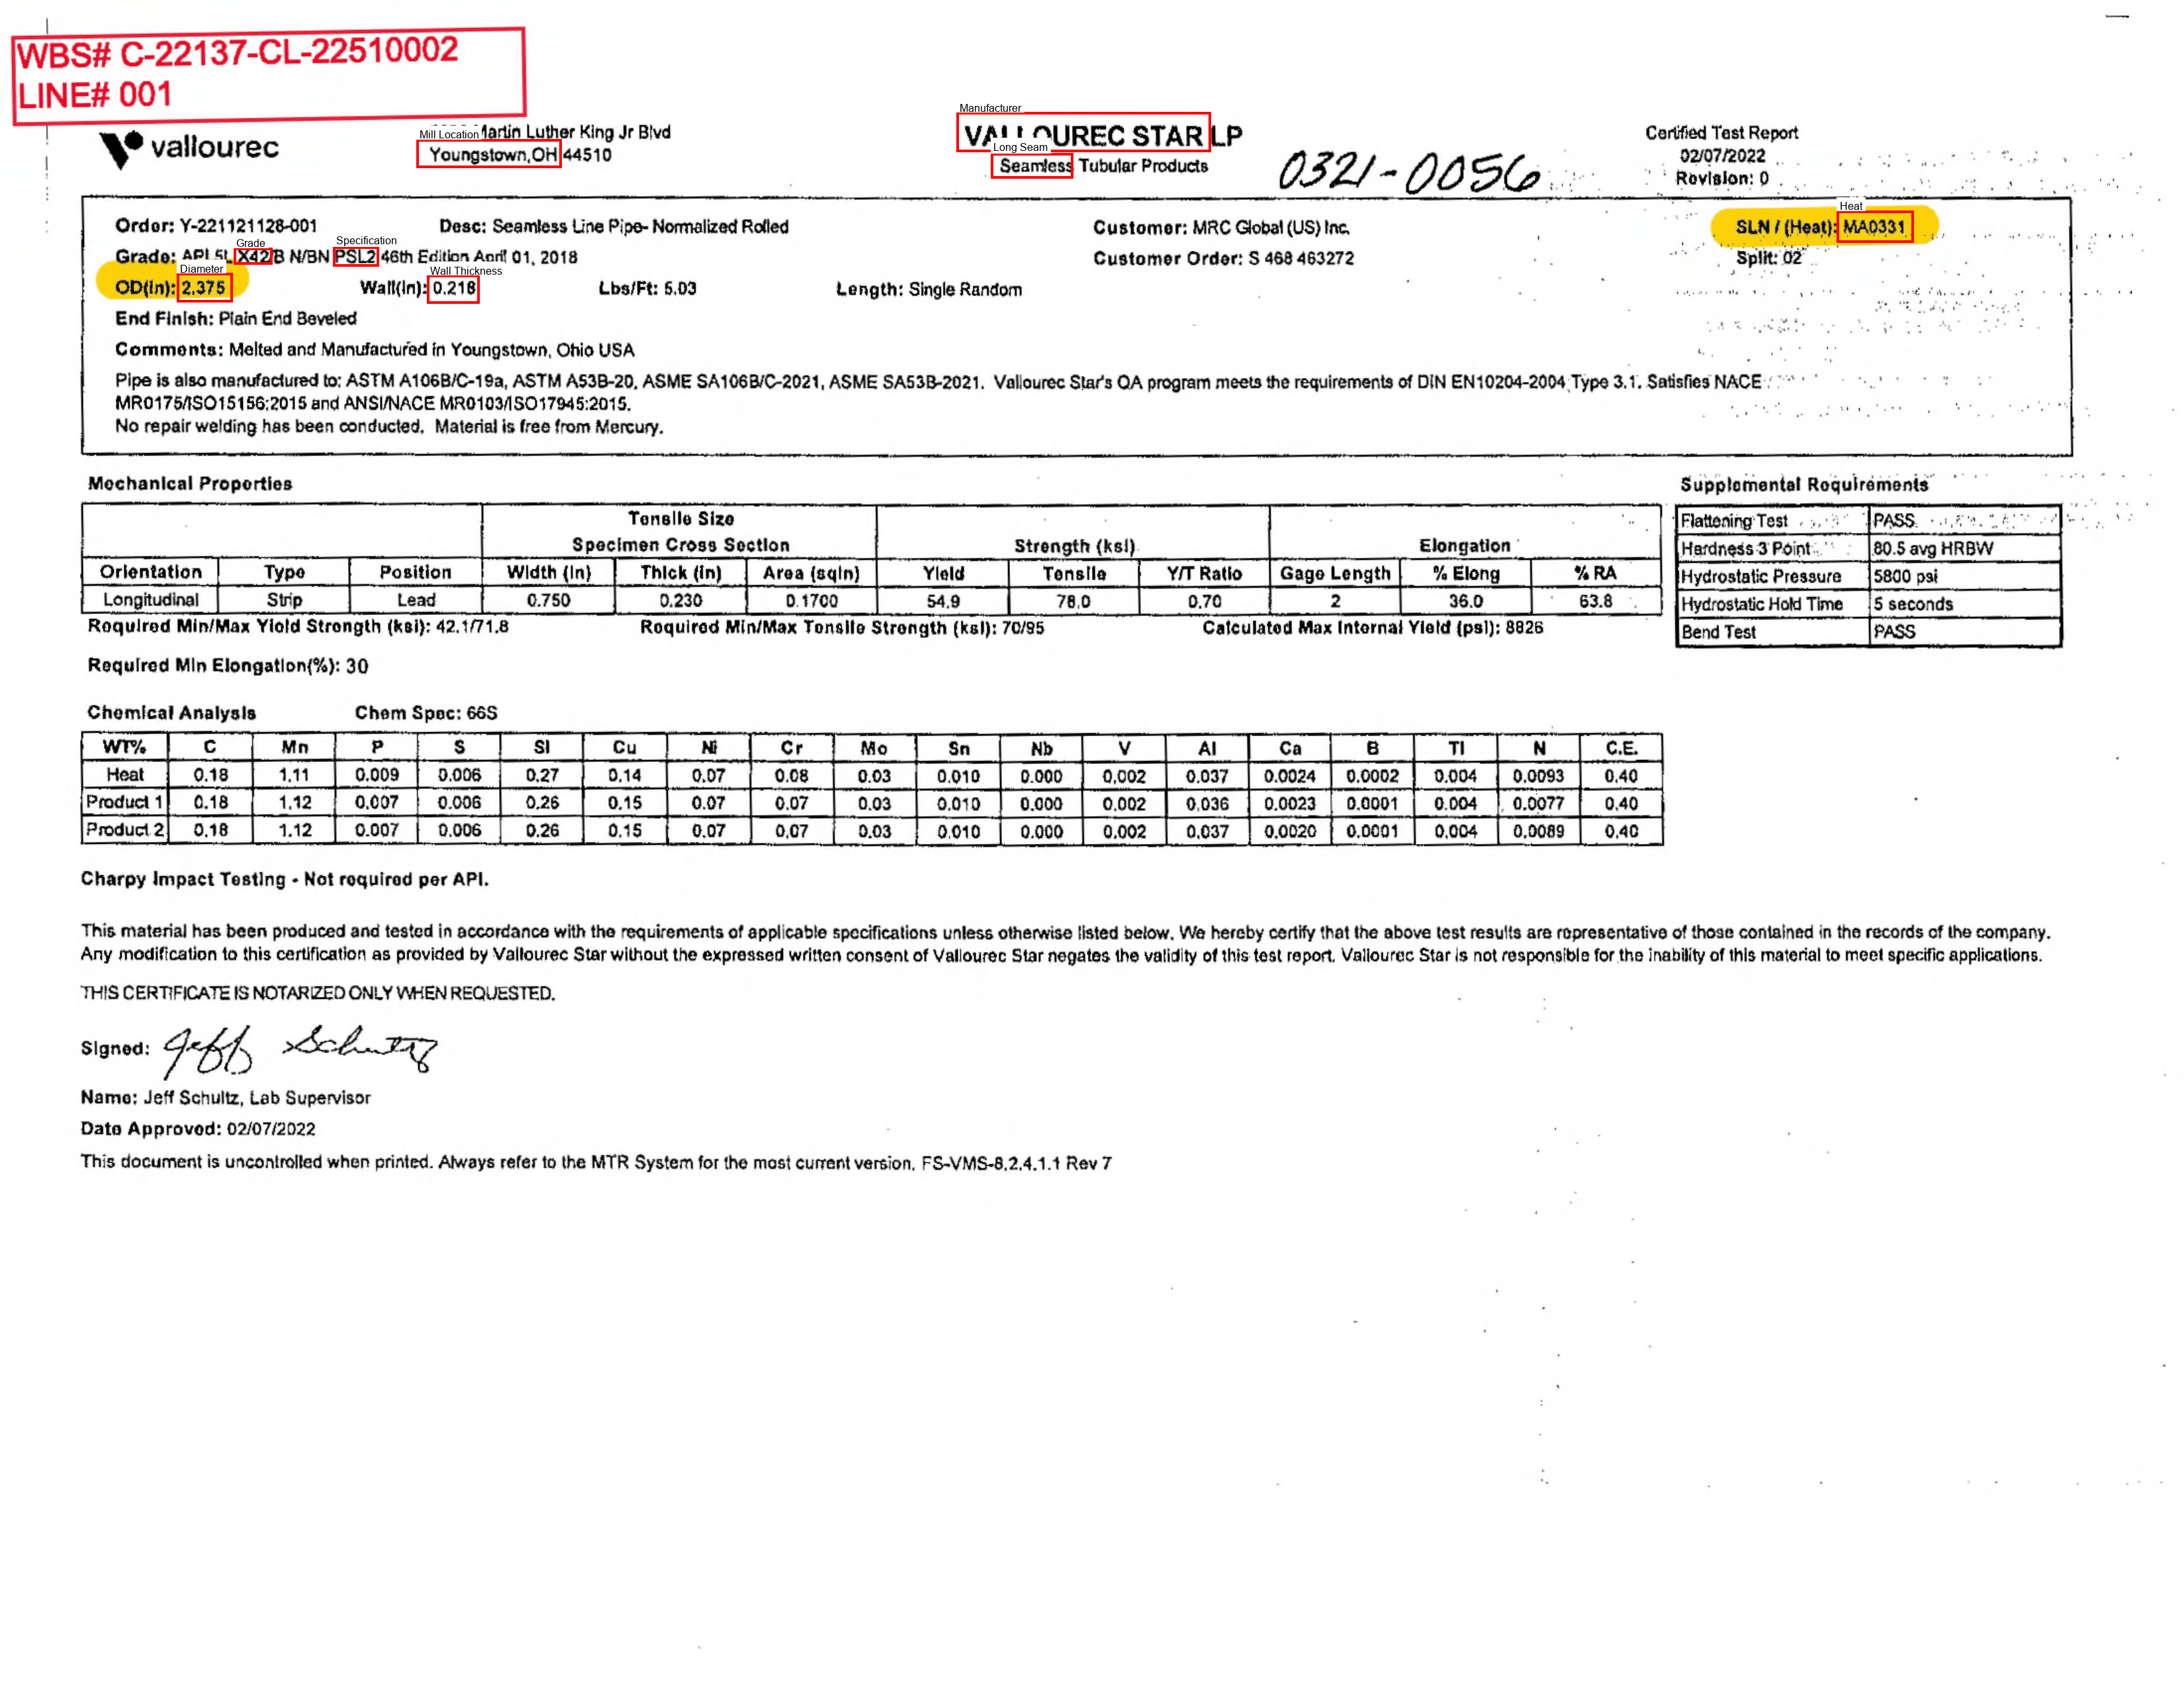 WBS# C-22137-CL-22510002
LINE# 001
vallourec
Mill Location
Martin Luther King Jr Blvd
Youngstown, OH 44510
Manufacturer
VALLOUREC STAR LP
Long Seam
Seamless Tubular Products
0321-0056
Certified Test Report
02/07/2022
Revision: 0
Order: Y-221121128-001 Desc: Seamless Line Pipe- Normalized Rolled Customer: MRC Global (US) Inc. SLN / (Heat): MA0331
Heat
Grade Specification
Grade: API 5L X42/B N/BN PSL2 46th Edition April 01, 2018 Customer Order: S 468 463272 Split: 02
Diameter Wall Thickness
OD(in): 2.375 Wall(in): 0.218 Lbs/Ft: 5.03 Length: Single Random
End Finish: Plain End Beveled
Comments: Melted and Manufactured in Youngstown, Ohio USA
Pipe is also manufactured to: ASTM A106B/C-19a, ASTM A53B-20, ASME SA106B/C-2021, ASME SA53B-2021. Vallourec Star's QA program meets the requirements of DIN EN10204-2004 Type 3.1. Satisfies NACE
MR0175/ISO15156:2015 and ANSI/NACE MR0103/ISO17945:2015.
No repair welding has been conducted. Material is free from Mercury.
Mechanical Properties
Tensile Size
Specimen Cross Section Strength (ksi) Elongation
Orientation Type Position Width (in) Thick (in) Area (sqin) Yield Tensile Y/T Ratio Gage Length % Elong % RA
Longitudinal Strip Lead 0.750 0.230 0.1700 54.9 78.0 0.70 2 36.0 63.8
Required Min/Max Yield Strength (ksi): 42.1/71.8 Required Min/Max Tensile Strength (ksi): 70/95 Calculated Max Internal Yield (psi): 8826
Required Min Elongation(%): 30
Supplemental Requirements
Flattening Test PASS
Hardness 3 Point 80.5 avg HRBW
Hydrostatic Pressure 5800 psi
Hydrostatic Hold Time 5 seconds
Bend Test PASS
Chemical Analysis Chem Spec: 66S
WT% C Mn P S Si Cu Ni Cr Mo Sn Nb V Al Ca B Ti N C.E.
Heat 0.18 1.11 0.009 0.006 0.27 0.14 0.07 0.08 0.03 0.010 0.000 0.002 0.037 0.0024 0.0002 0.004 0.0093 0.40
Product 1 0.18 1.12 0.007 0.006 0.26 0.15 0.07 0.07 0.03 0.010 0.000 0.002 0.036 0.0023 0.0001 0.004 0.0077 0.40
Product 2 0.18 1.12 0.007 0.006 0.26 0.15 0.07 0.07 0.03 0.010 0.000 0.002 0.037 0.0020 0.0001 0.004 0.0089 0.40
Charpy Impact Testing - Not required per API.
This material has been produced and tested in accordance with the requirements of applicable specifications unless otherwise listed below. We hereby certify that the above test results are representative of those contained in the records of the company.
Any modification to this certification as provided by Vallourec Star without the expressed written consent of Vallourec Star negates the validity of this test report. Vallourec Star is not responsible for the inability of this material to meet specific applications.
THIS CERTIFICATE IS NOTARIZED ONLY WHEN REQUESTED.
Signed: Jeff Schultz
Name: Jeff Schultz, Lab Supervisor
Date Approved: 02/07/2022
This document is uncontrolled when printed. Always refer to the MTR System for the most current version. FS-VMS-8.2.4.1.1 Rev 7